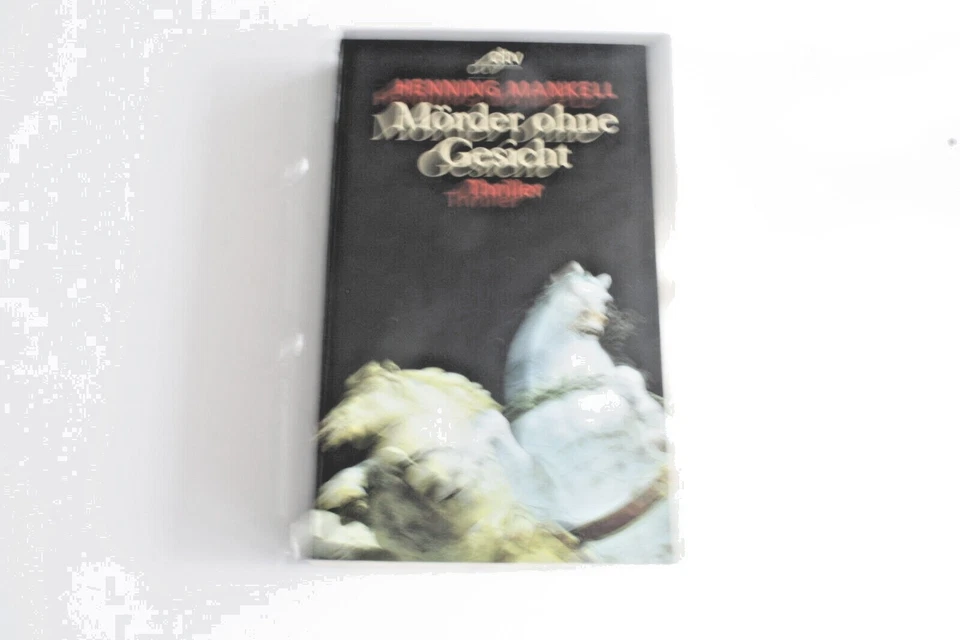 dtv
HENNING MANKELL
Mörder ohne
Gesicht
Thriller